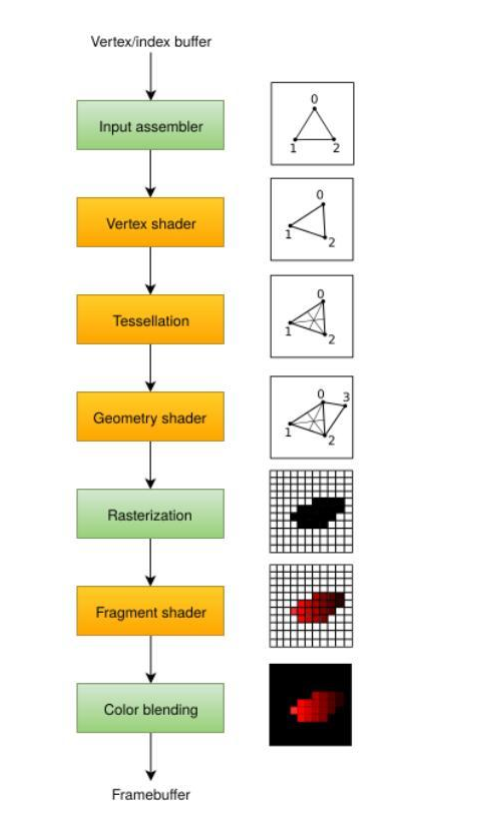 Vertex/index buffer
Input assembler
0
1 2
Vertex shader
0
1
2
Tessellation
0
1
2
Geometry shader
0 3
1
2
Rasterization
Fragment shader
Color blending
Framebuffer